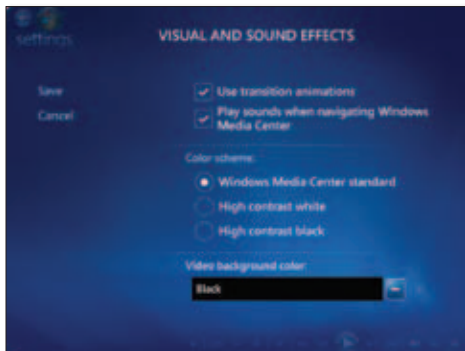 settings
VISUAL AND SOUND EFFECTS
Save
Cancel
Use transition animations
Play sounds when navigating Windows
Media Center
Color scheme:
Windows Media Center standard
High contrast white
High contrast black
Video background color:
Black